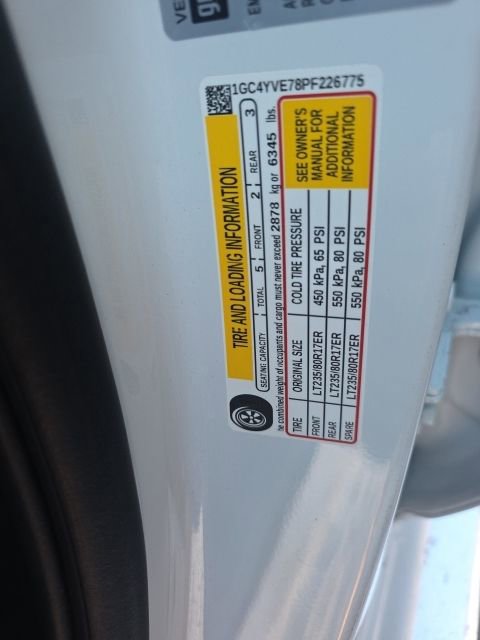 VE
gm
1GC4YVE78PF226775
TIRE AND LOADING INFORMATION
SEATING CAPACITY TOTAL 5 FRONT 2 REAR 3
he combined weight of occupants and cargo must never exceed 2878 kg or 6345 lbs.
TIRE ORIGINAL SIZE COLD TIRE PRESSURE
FRONT LT235/80R17ER 450 kPa, 65 PSI
REAR LT235/80R17ER 550 kPa, 80 PSI
SPARE LT235/80R17ER 550 kPa, 80 PSI
SEE OWNER'S
MANUAL FOR
ADDITIONAL
INFORMATION